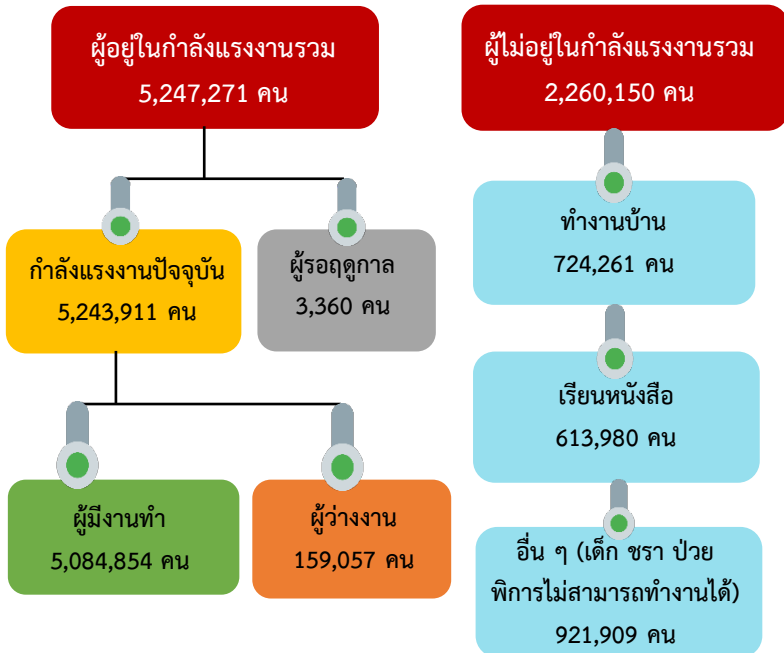 ผู้อยู่ในกำลังแรงงานรวม
5,247,271 คน
ผู้ไม่อยู่ในกำลังแรงงานรวม
2,260,150 คน
กำลังแรงงานปัจจุบัน
5,243,911 คน
ผู้รอฤดูกาล
3,360 คน
ทำงานบ้าน
724,261 คน
เรียนหนังสือ
613,980 คน
ผู้มีงานทำ
5,084,854 คน
ผู้ว่างงาน
159,057 คน
อื่น ๆ (เด็ก ชรา ป่วย
พิการไม่สามารถทำงานได้)
921,909 คน